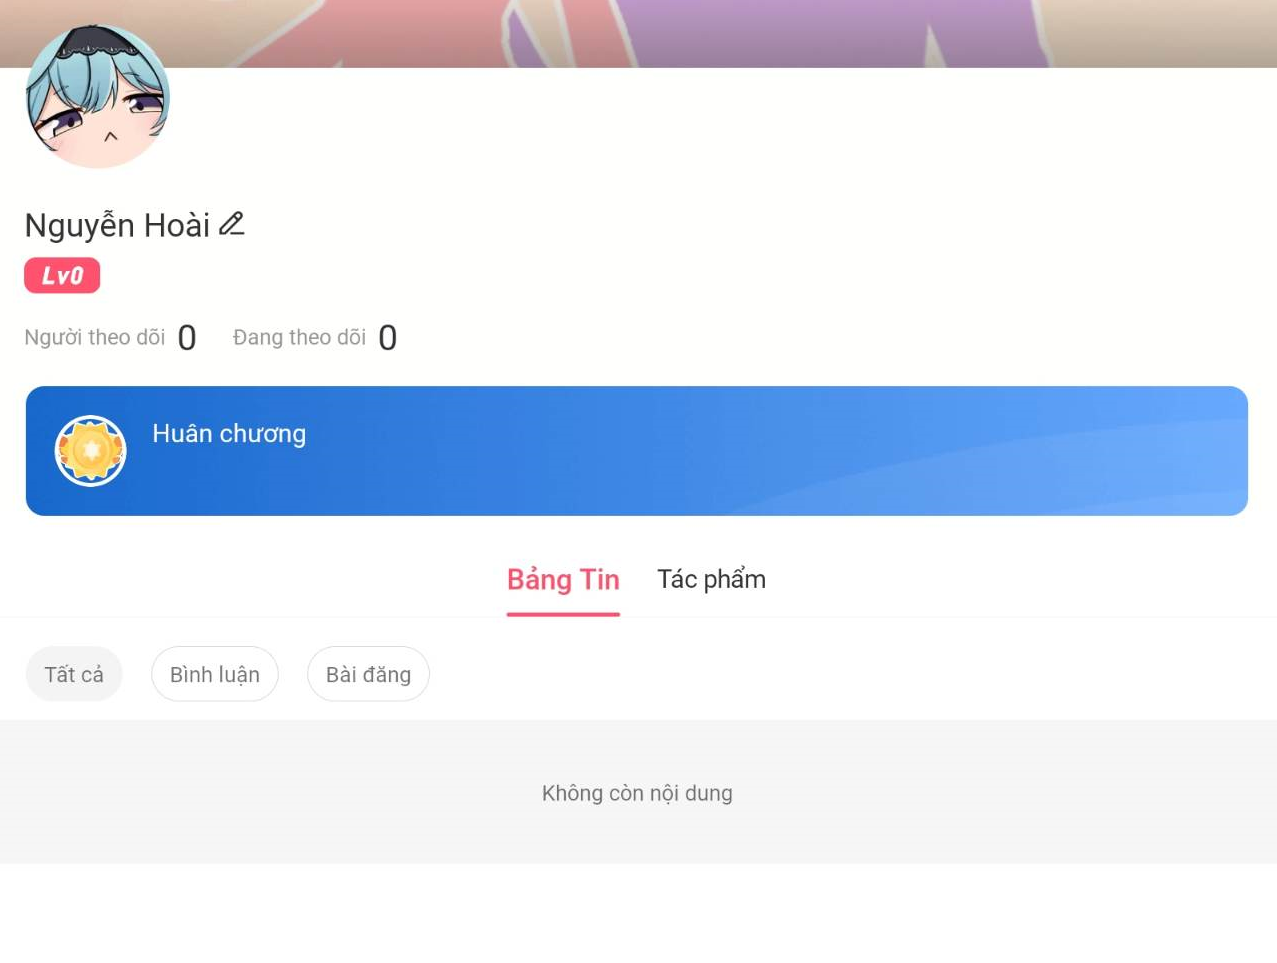 Nguyễn Hoài
Lv0
Người theo dõi 0 Đang theo dõi 0
Huân chương
Bảng Tin Tác phẩm
Tất cả Bình luận Bài đăng
Không còn nội dung